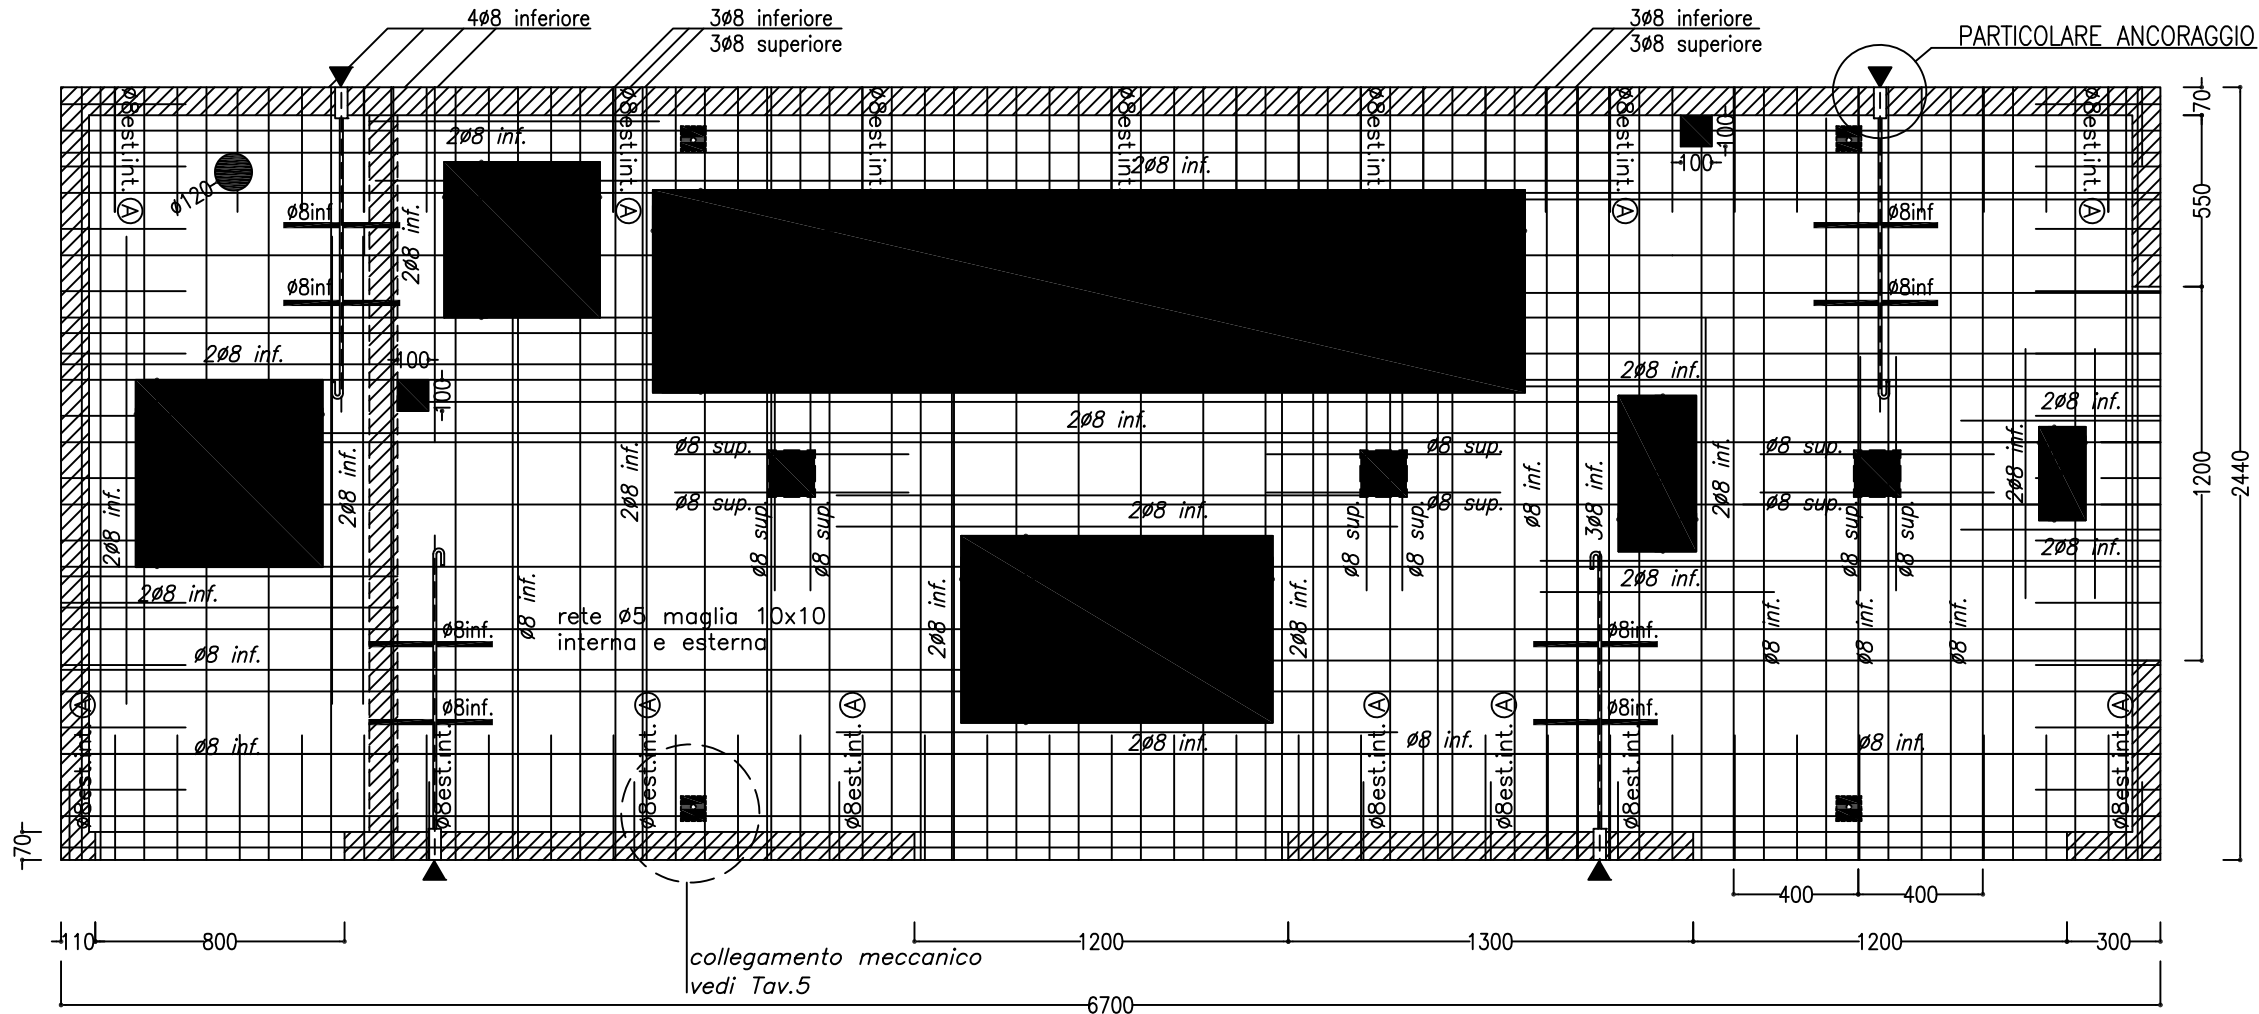 4ø8 inferiore
3ø8 inferiore
3ø8 superiore
3ø8 inferiore
3ø8 superiore
PARTICOLARE ANCORAGGIO
ø8est.int. A
ø8est.int. A
ø8est.int.
ø8est.int.
ø8est.int.
ø8est.int. A
ø8est.int. A
70
2ø8 inf.
2ø8 inf.
100
100
ø120
550
ø8inf
2ø8 inf.
ø8inf
ø8inf
ø8inf
2ø8 inf.
100
100
2ø8 inf.
2ø8 inf.
2ø8 inf.
ø8 sup.
ø8 sup.
ø8 sup.
2ø8 inf.
2ø8 inf.
2ø8 inf.
2ø8 inf.
ø8 inf.
3ø8 inf.
2ø8 inf.
2ø8 inf.
1200
2440
ø8 sup.
ø8 sup.
ø8 sup.
2ø8 inf.
ø8 sup.
ø8 sup.
ø8 sup.
ø8 sup.
ø8 sup.
ø8 sup.
2ø8 inf.
2ø8 inf.
2ø8 inf.
ø8 inf.
rete ø5 maglia 10x10
interna e esterna
2ø8 inf.
2ø8 inf.
ø8 inf.
ø8 inf.
ø8 inf.
ø8 inf.
ø8inf.
ø8inf.
ø8inf.
ø8inf.
ø8 inf.
2ø8 inf.
ø8 inf.
ø8 inf.
ø8est.int. A
ø8est.int.
ø8est.int. A
ø8est.int. A
ø8est.int. A
ø8est.int. A
ø8est.int.
ø8est.int. A
70
400
400
110
800
1200
1300
1200
300
collegamento meccanico
vedi Tav.5
6700